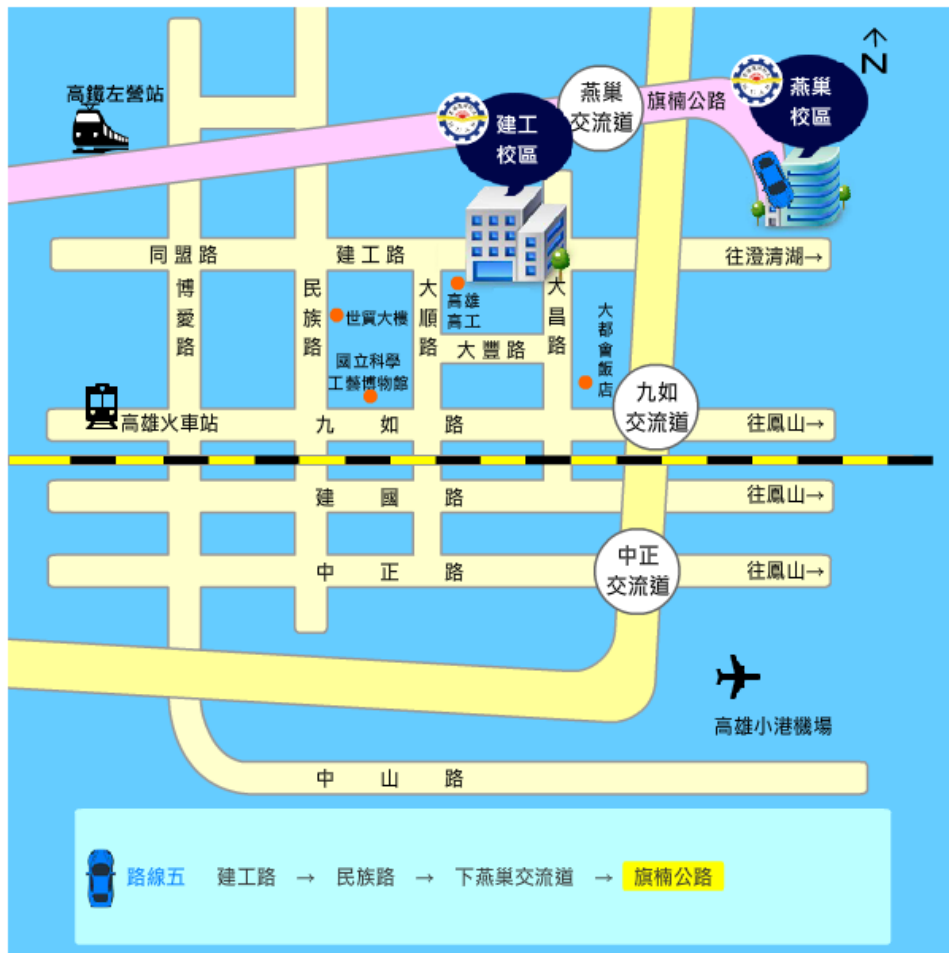 N
高鐵左營站
建工
校區
燕巢
交流道
旗楠公路
燕巢
校區
同盟路
建工路
往澄清湖→
博愛路
民族路
大順路
大昌路
高雄
高工
世貿大樓
大豐路
大都會飯店
國立科學
工藝博物館
高雄火車站
九如路
九如
交流道
往鳳山→
建國路
往鳳山→
中正路
中正
交流道
往鳳山→
高雄小港機場
中山路
路線五 建工路 → 民族路 → 下燕巢交流道 → 旗楠公路